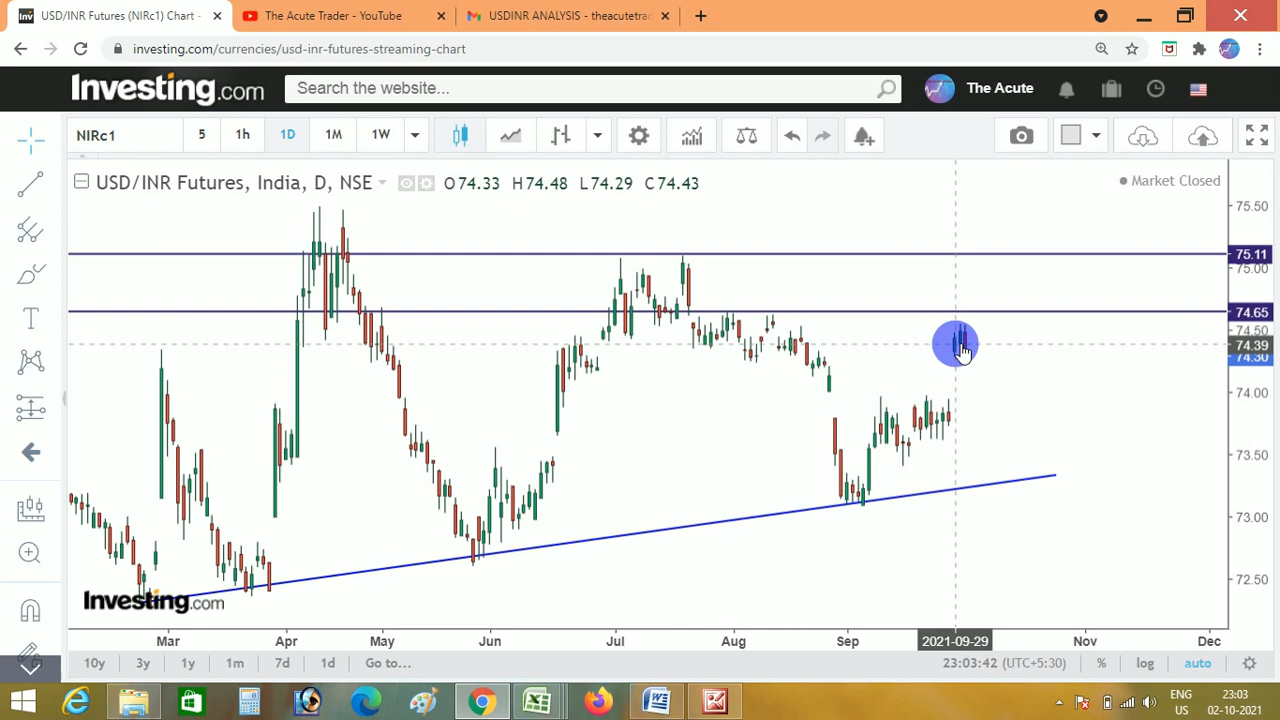 USD/INR Futures (NIRc1) Chart -
The Acute Trader - YouTube
USDINR ANALYSIS - theacutetra
investing.com/currencies/usd-inr-futures-streaming-chart
Investing.com
Search the website...
The Acute
NIRc1
5 1h 1D 1M 1W
USD/INR Futures, India, D, NSE
O74.33 H74.48 L74.29 C74.43
Market Closed
75.50
75.11
75.00
74.65
74.50
74.39
74.30
74.00
73.50
73.00
72.50
Investing.com
Mar Apr May Jun Jul Aug Sep 2021-09-29 Nov Dec
10y 3y 1y 1m 7d 1d Go to... 23:03:42 (UTC+5:30) % log auto
ENG 23:03
US 02-10-2021